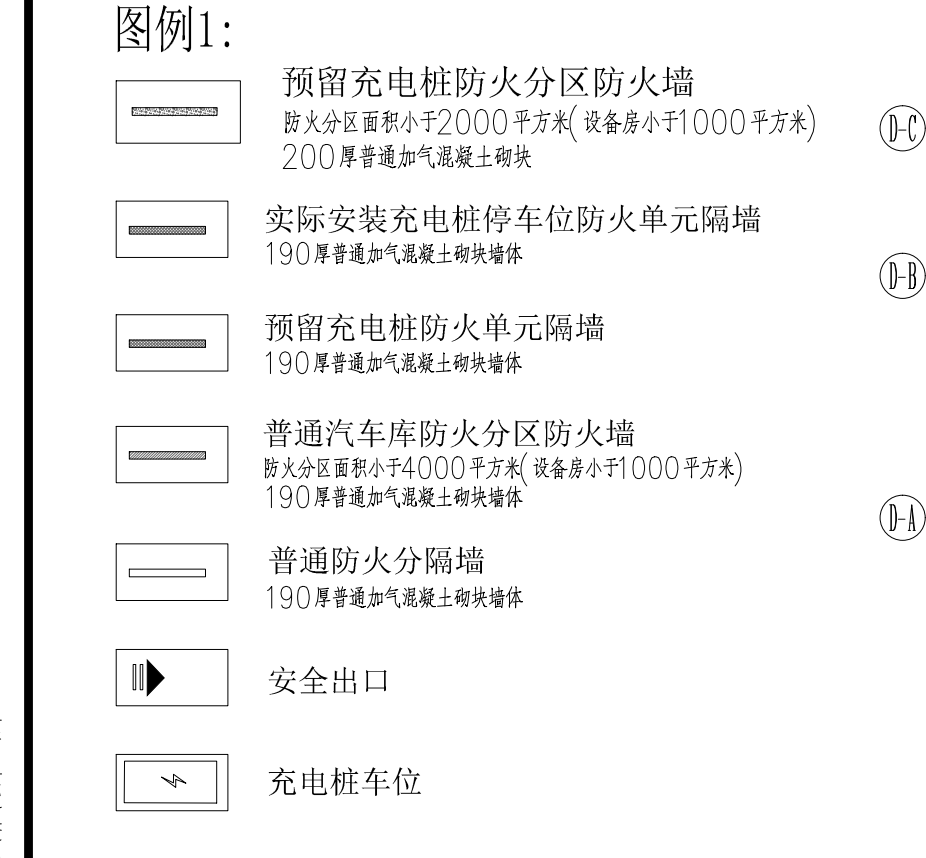 图例1:
预留充电桩防火分区防火墙
防火分区面积小于2000平方米(设备房小于1000平方米)
200厚普通加气混凝土砌块
D-C
实际安装充电桩停车位防火单元隔墙
190厚普通加气混凝土砌块墙体
D-B
预留充电桩防火单元隔墙
190厚普通加气混凝土砌块墙体
普通汽车库防火分区防火墙
防火分区面积小于4000平方米(设备房小于1000平方米)
190厚普通加气混凝土砌块墙体
D-A
普通防火分隔墙
190厚普通加气混凝土砌块墙体
安全出口
充电桩车位